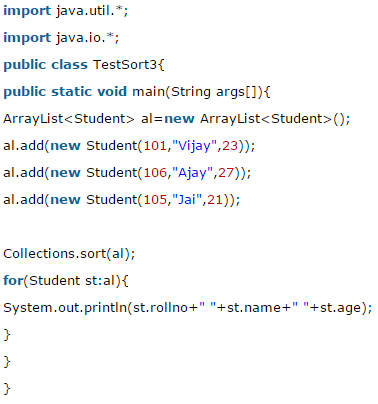 import java.util.*;
import java.io.*;
public class TestSort3{
public static void main(String args[]){
ArrayList<Student> al=new ArrayList<Student>();
al.add(new Student(101,"Vijay",23));
al.add(new Student(106,"Ajay",27));
al.add(new Student(105,"Jai",21));
Collections.sort(al);
for(Student st:al){
System.out.println(st.rollno+" "+st.name+" "+st.age);
}
}
}